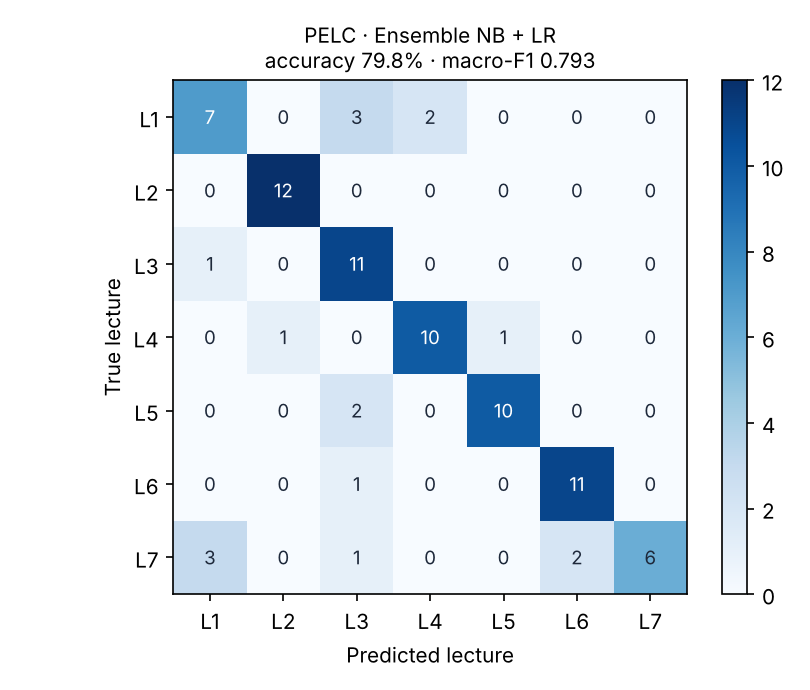 PELC · Ensemble NB + LR
accuracy 79.8% · macro-F1 0.793
L1 7 0 3 2 0 0 0
L2 0 12 0 0 0 0 0
L3 1 0 11 0 0 0 0
L4 0 1 0 10 1 0 0
L5 0 0 2 0 10 0 0
L6 0 0 1 0 0 11 0
L7 3 0 1 0 0 2 6
L1 L2 L3 L4 L5 L6 L7
Predicted lecture
True lecture
12
10
8
6
4
2
0